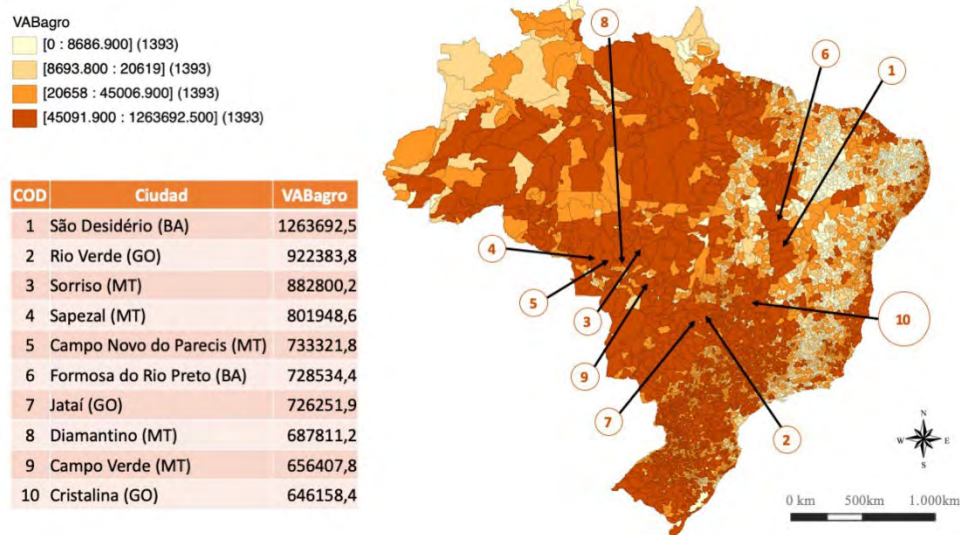 VABagro
[0 : 8686.900] (1393)
[8693.800 : 20619] (1393)
[20658 : 45006.900] (1393)
[45091.900 : 1263692.500] (1393)
COD Ciudad VABagro
1 São Desidério (BA) 1263692,5
2 Rio Verde (GO) 922383,8
3 Sorriso (MT) 882800,2
4 Sapezal (MT) 801948,6
5 Campo Novo do Parecis (MT) 733321,8
6 Formosa do Rio Preto (BA) 728534,4
7 Jataí (GO) 726251,9
8 Diamantino (MT) 687811,2
9 Campo Verde (MT) 656407,8
10 Cristalina (GO) 646158,4
8
6
1
4
5
3
10
9
7
2
N
W E
S
0 km 500km 1.000km